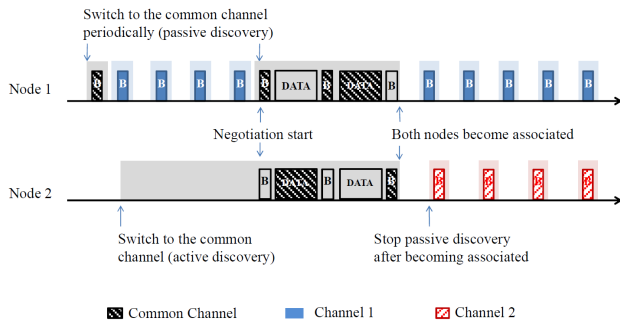 Switch to the common channel
periodically (passive discovery)
Node 1
B B B B B B DATA B DATA B B B B B B
Negotiation start
Both nodes become associated
Node 2
B DATA B DATA B B B B B
Switch to the common
channel (active discovery)
Stop passive discovery
after becoming associated
Common Channel
Channel 1
Channel 2